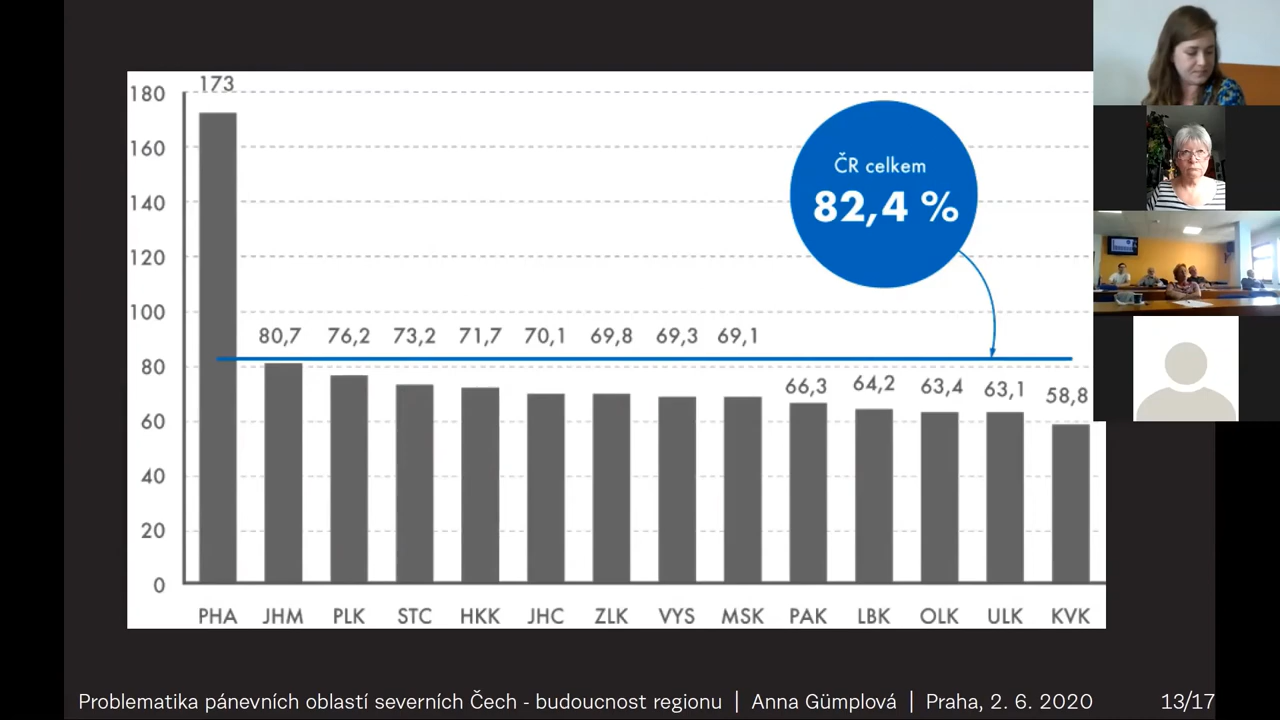 180
160
140
120
100
80
60
40
20
0
173
80,7 76,2 73,2 71,7 70,1 69,8 69,3 69,1
66,3 64,2 63,4 63,1 58,8
ČR celkem
82,4 %
PHA JHM PLK STC HKK JHC ZLK VYS MSK PAK LBK OLK ULK KVK
Problematika pánevních oblastí severních Čech - budoucnost regionu | Anna Gümplová | Praha, 2. 6. 2020 13/17